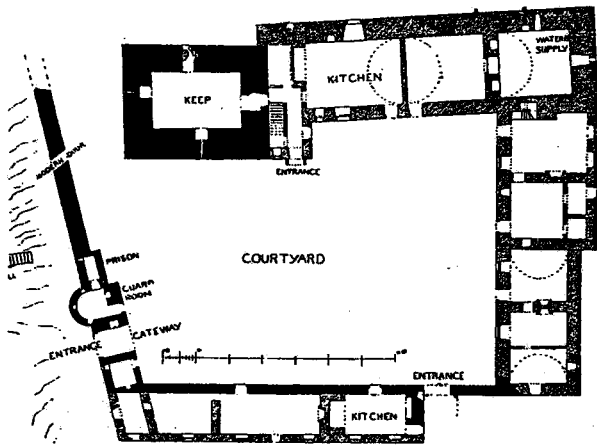 WATER
SUPPLY
KITCHEN
KEEP
ENTRANCE
COURTYARD
PRISON
GUARD
ROOM
GATEWAY
ENTRANCE
ENTRANCE
KITCHEN